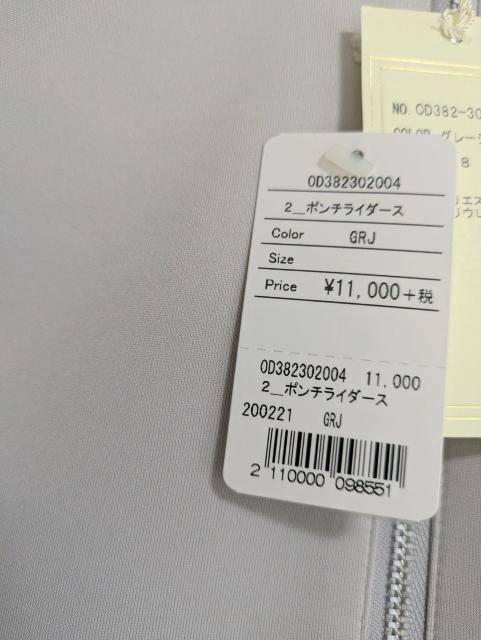 NO. OD382-30
COLOR グレー
8
リエス
リウレ
OD382302004
2_ポンチライダース
Color GRJ
Size
Price ¥11,000+税
OD382302004 11.000
2_ポンチライダース
200221 GRJ
2 110000 098551